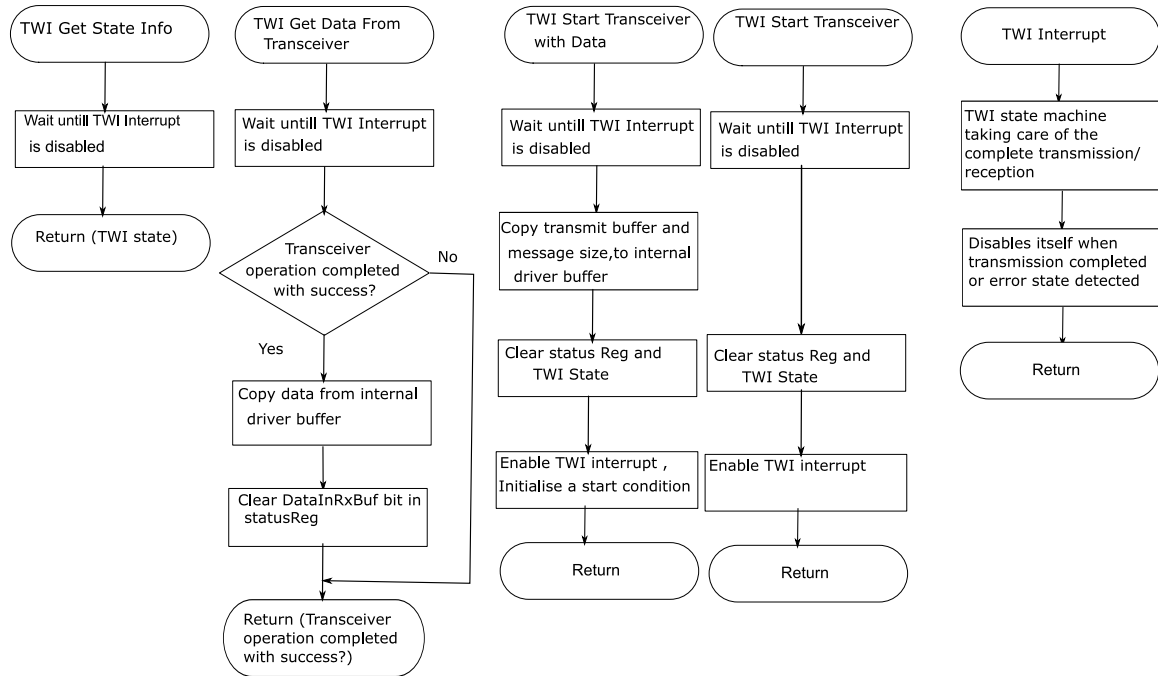 TWI Get State Info
Wait untill TWI Interrupt
is disabled
Return (TWI state)
TWI Get Data From
Transceiver
Wait untill TWI Interrupt
is disabled
Transceiver
operation completed
with success?
No
Yes
Copy data from internal
driver buffer
Clear DataInRxBuf bit in
statusReg
Return (Transceiver
operation completed
with success?)
TWI Start Transceiver
with Data
Wait untill TWI Interrupt
is disabled
Copy transmit buffer and
message size,to internal
driver buffer
Clear status Reg and
TWI State
Enable TWI interrupt ,
Initialise a start condition
Return
TWI Start Transceiver
Wait untill TWI Interrupt
is disabled
Clear status Reg and
TWI State
Enable TWI interrupt
Return
TWI Interrupt
TWI state machine
taking care of the
complete transmission/
reception
Disables itself when
transmission completed
or error state detected
Return